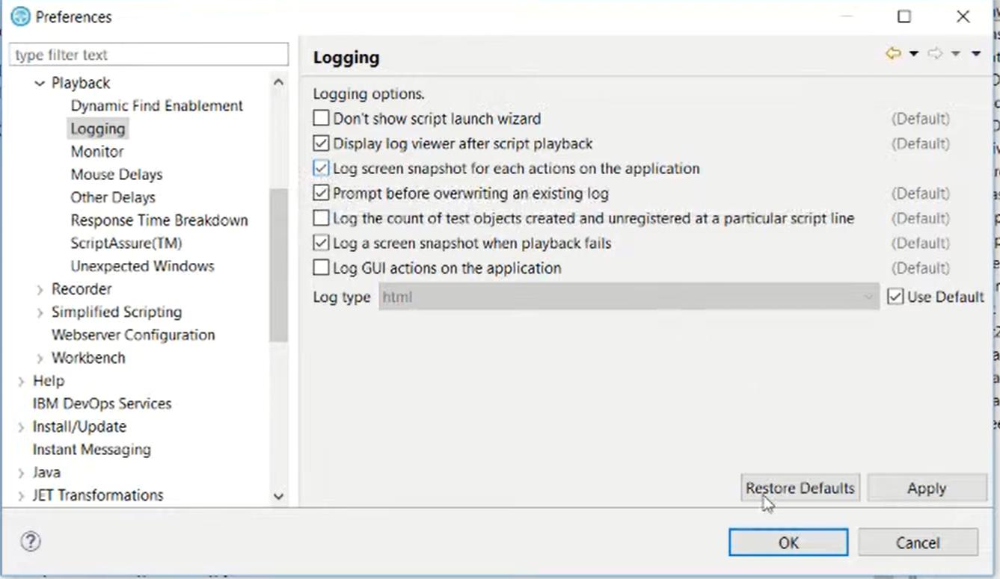 Preferences
type filter text
Playback
Dynamic Find Enablement
Logging
Monitor
Mouse Delays
Other Delays
Response Time Breakdown
ScriptAssure(TM)
Unexpected Windows
Recorder
Simplified Scripting
Webserver Configuration
Workbench
Help
IBM DevOps Services
Install/Update
Instant Messaging
Java
JET Transformations
Logging
Logging options.
Don't show script launch wizard (Default)
Display log viewer after script playback (Default)
Log screen snapshot for each actions on the application
Prompt before overwriting an existing log (Default)
Log the count of test objects created and unregistered at a particular script line (Default)
Log a screen snapshot when playback fails (Default)
Log GUI actions on the application (Default)
Log type html Use Default
Restore Defaults Apply
? OK Cancel